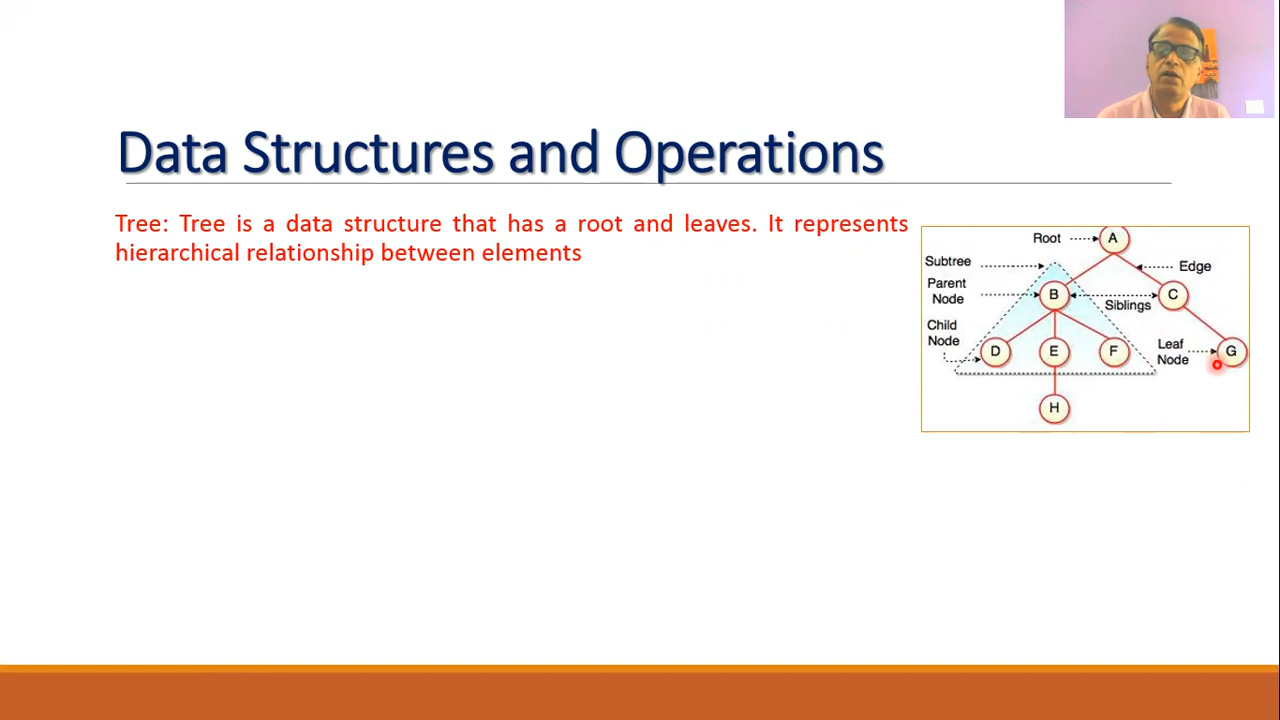 Data Structures and Operations
Tree: Tree is a data structure that has a root and leaves. It represents
hierarchical relationship between elements
Root
A
Subtree
Edge
Parent
Node
B
Siblings
C
Child
Node
D
E
F
Leaf
Node
G
H